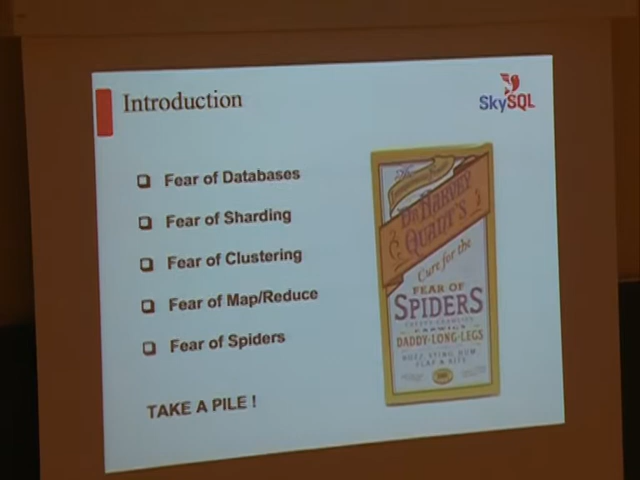 Introduction
SkySQL
Fear of Databases
Fear of Sharding
Fear of Clustering
Fear of Map/Reduce
Fear of Spiders
TAKE A PILE !
DR HARVEY
QUAUT'S
Cure for the
FEAR OF
SPIDERS
DADDY-LONG-LEGS